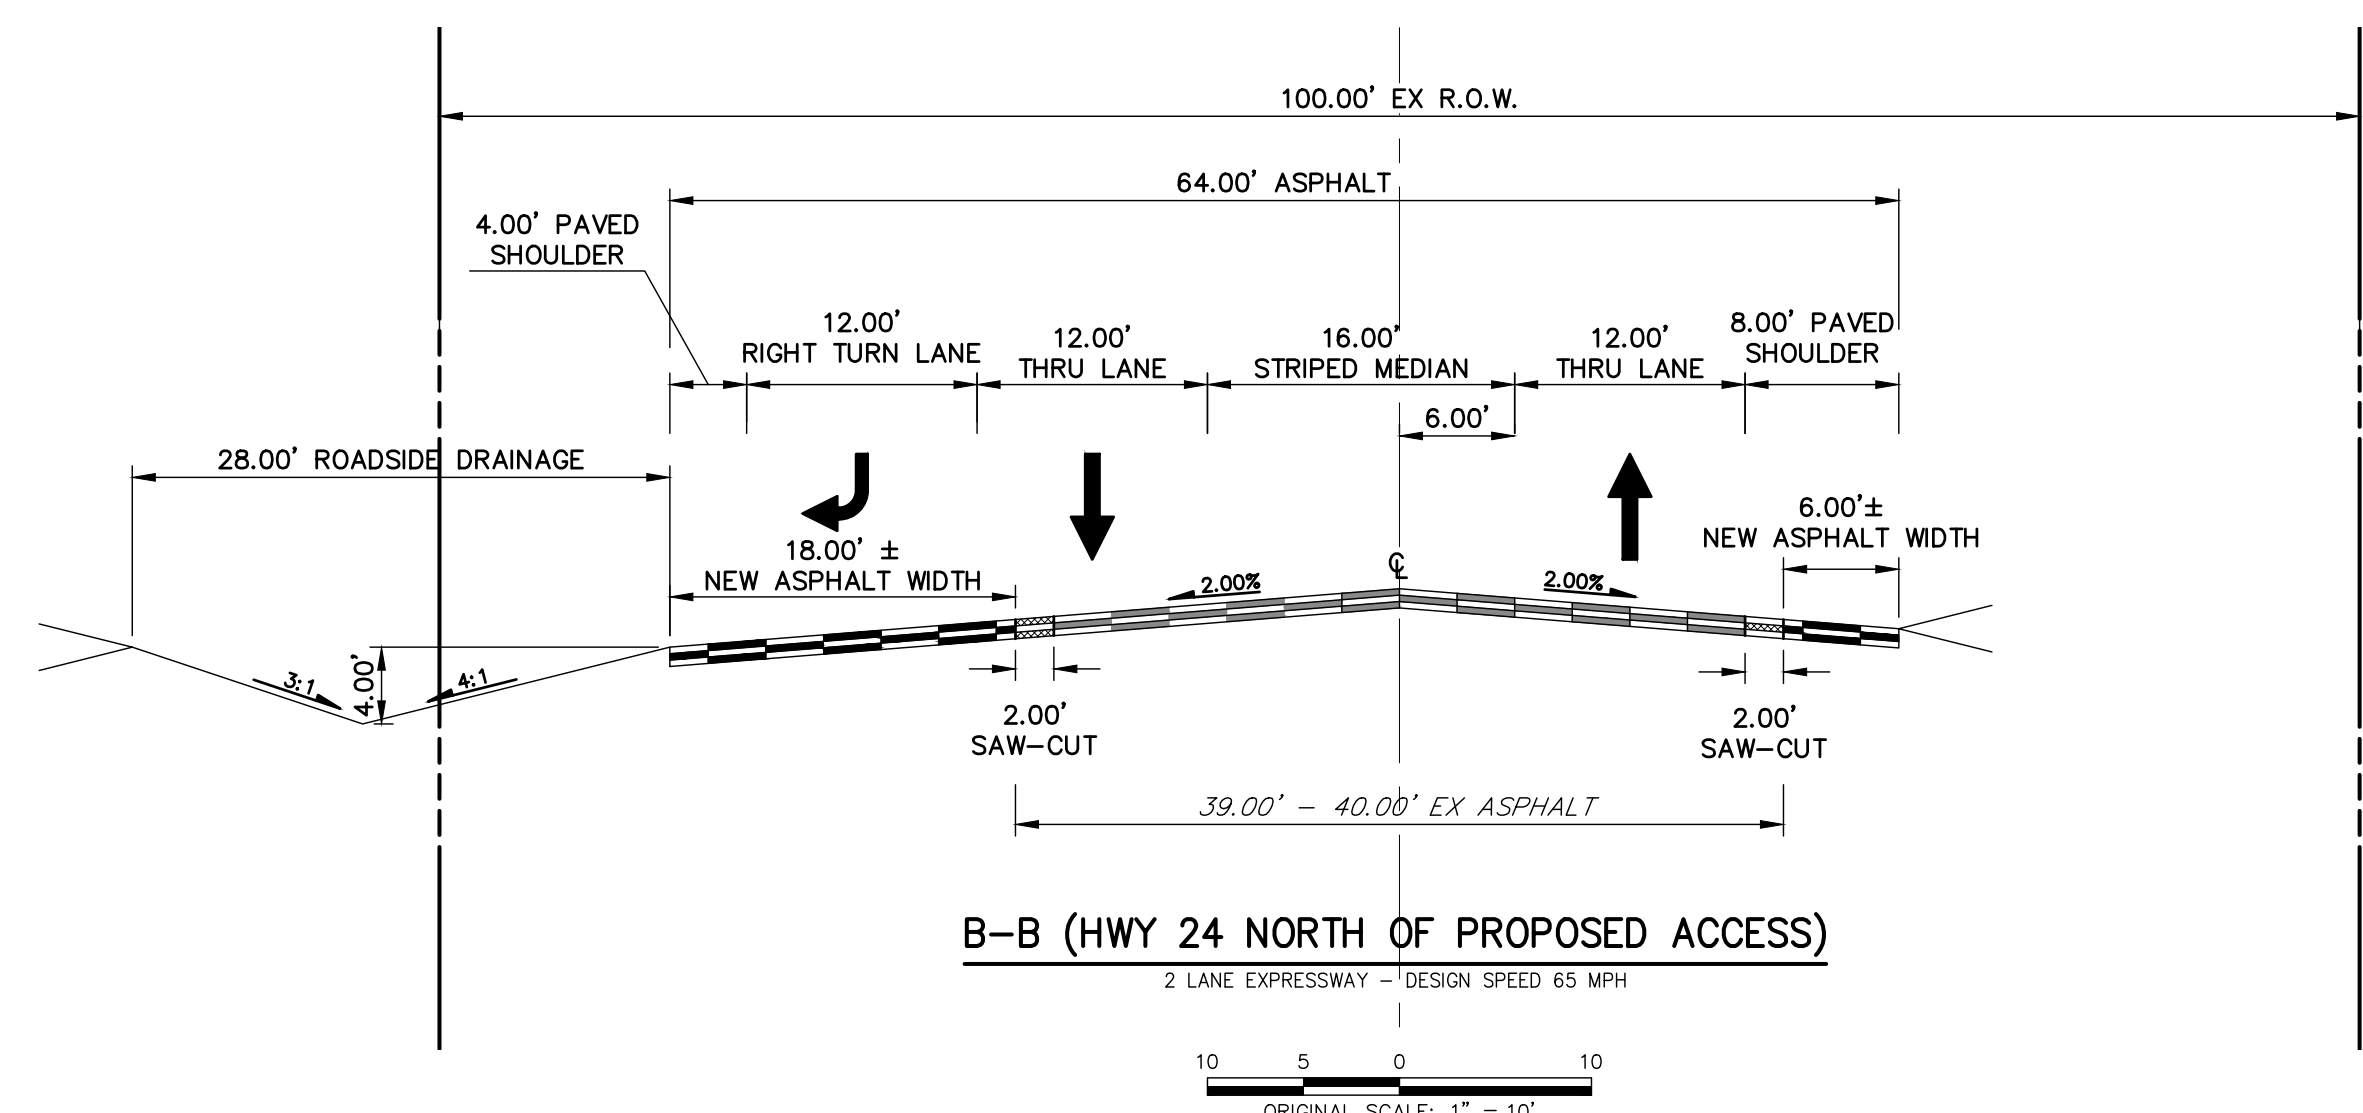 100.00' EX R.O.W.
64.00' ASPHALT
4.00' PAVED
SHOULDER
12.00'
RIGHT TURN LANE
12.00'
THRU LANE
16.00'
STRIPED MEDIAN
12.00'
THRU LANE
8.00' PAVED
SHOULDER
6.00'
28.00' ROADSIDE DRAINAGE
18.00' ±
NEW ASPHALT WIDTH
6.00'±
NEW ASPHALT WIDTH
℄
2.00%
2.00%
3:1
4.00'
4:1
2.00'
SAW-CUT
2.00'
SAW-CUT
39.00' - 40.00' EX ASPHALT
B-B (HWY 24 NORTH OF PROPOSED ACCESS)
2 LANE EXPRESSWAY - DESIGN SPEED 65 MPH
10 5 0 10
ORIGINAL SCALE: 1" = 10'